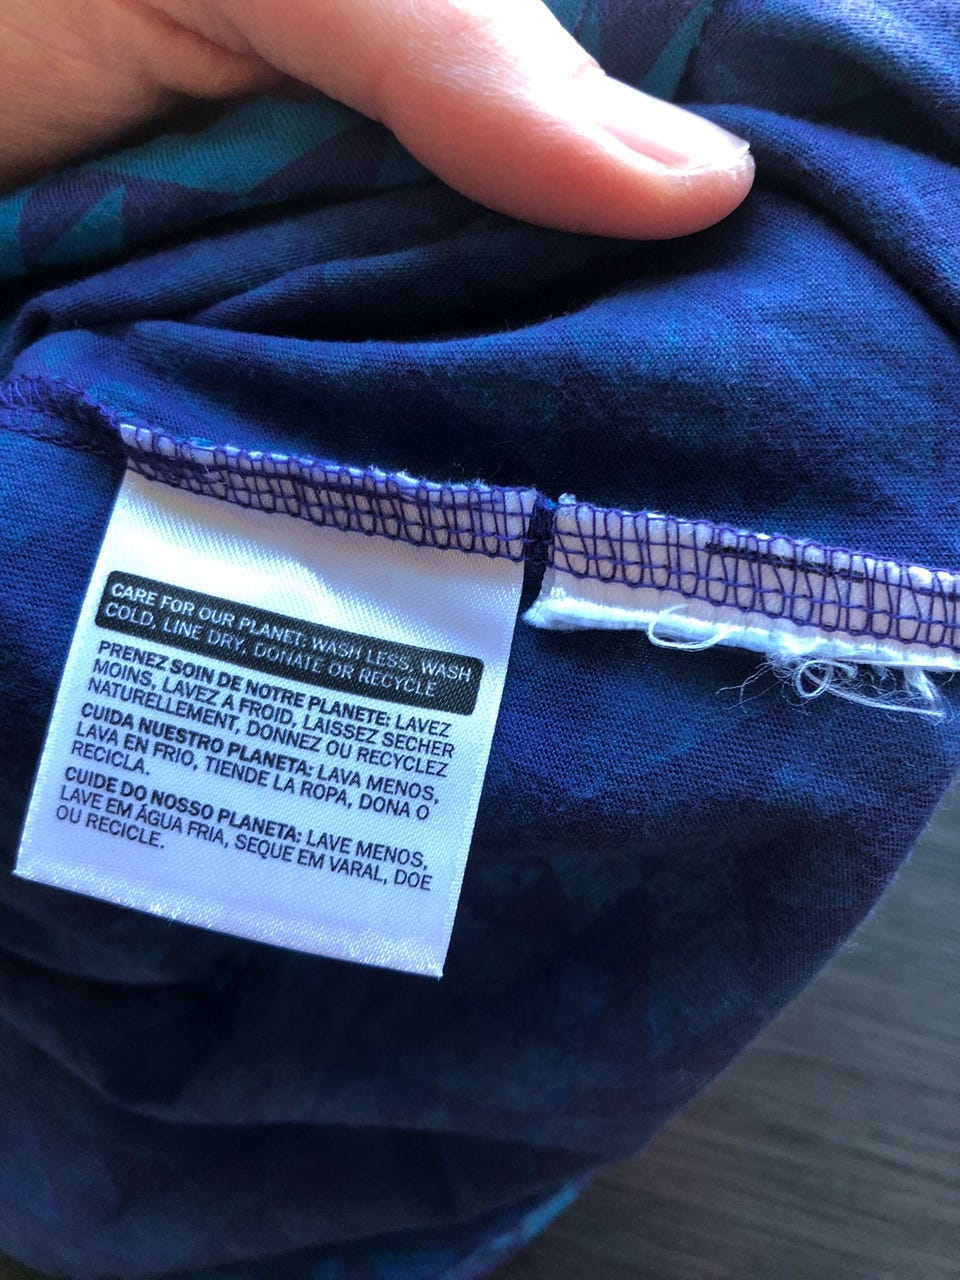 CARE FOR OUR PLANET: WASH LESS, WASH
COLD, LINE DRY, DONATE OR RECYCLE
PRENEZ SOIN DE NOTRE PLANETE: LAVEZ
MOINS, LAVEZ A FROID, LAISSEZ SECHER
NATURELLEMENT, DONNEZ OU RECYCLEZ
CUIDA NUESTRO PLANETA: LAVA MENOS,
LAVA EN FRIO, TIENDE LA ROPA, DONA O
RECICLA.
CUIDE DO NOSSO PLANETA: LAVE MENOS,
LAVE EM ÁGUA FRIA, SEQUE EM VARAL, DOE
OU RECICLE.